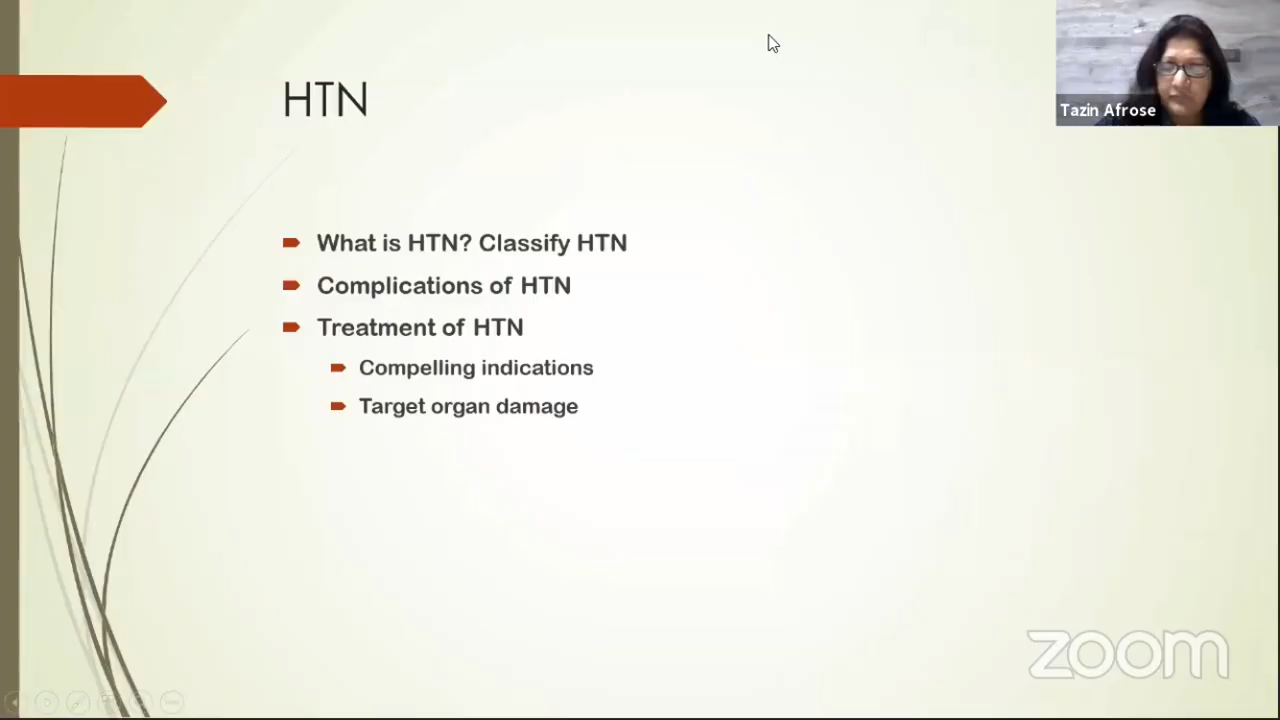 HTN
Tazin Afrose
What is HTN? Classify HTN
Complications of HTN
Treatment of HTN
Compelling indications
Target organ damage
zoom